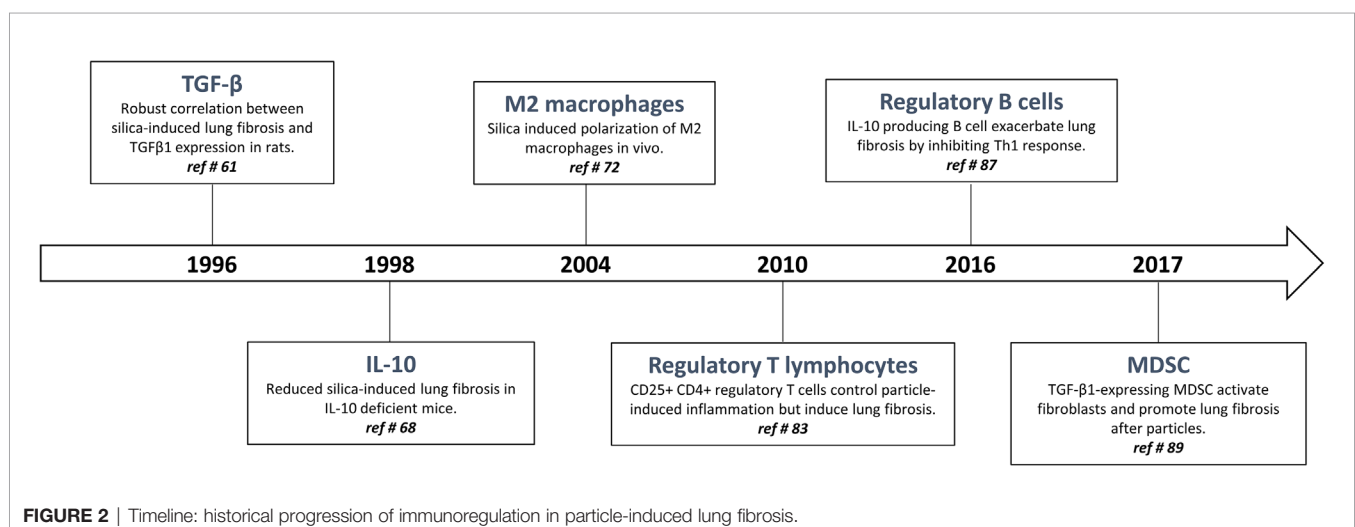 TGF-β
Robust correlation between
silica-induced lung fibrosis and
TGFβ1 expression in rats.
ref # 61
M2 macrophages
Silica induced polarization of M2
macrophages in vivo.
ref # 72
Regulatory B cells
IL-10 producing B cell exacerbate lung
fibrosis by inhibiting Th1 response.
ref # 87
1996 1998 2004 2010 2016 2017
IL-10
Reduced silica-induced lung fibrosis in
IL-10 deficient mice.
ref # 68
Regulatory T lymphocytes
CD25+ CD4+ regulatory T cells control particle-
induced inflammation but induce lung fibrosis.
ref # 83
MDSC
TGF-β1-expressing MDSC activate
fibroblasts and promote lung fibrosis
after particles.
ref # 89
FIGURE 2 | Timeline: historical progression of immunoregulation in particle-induced lung fibrosis.